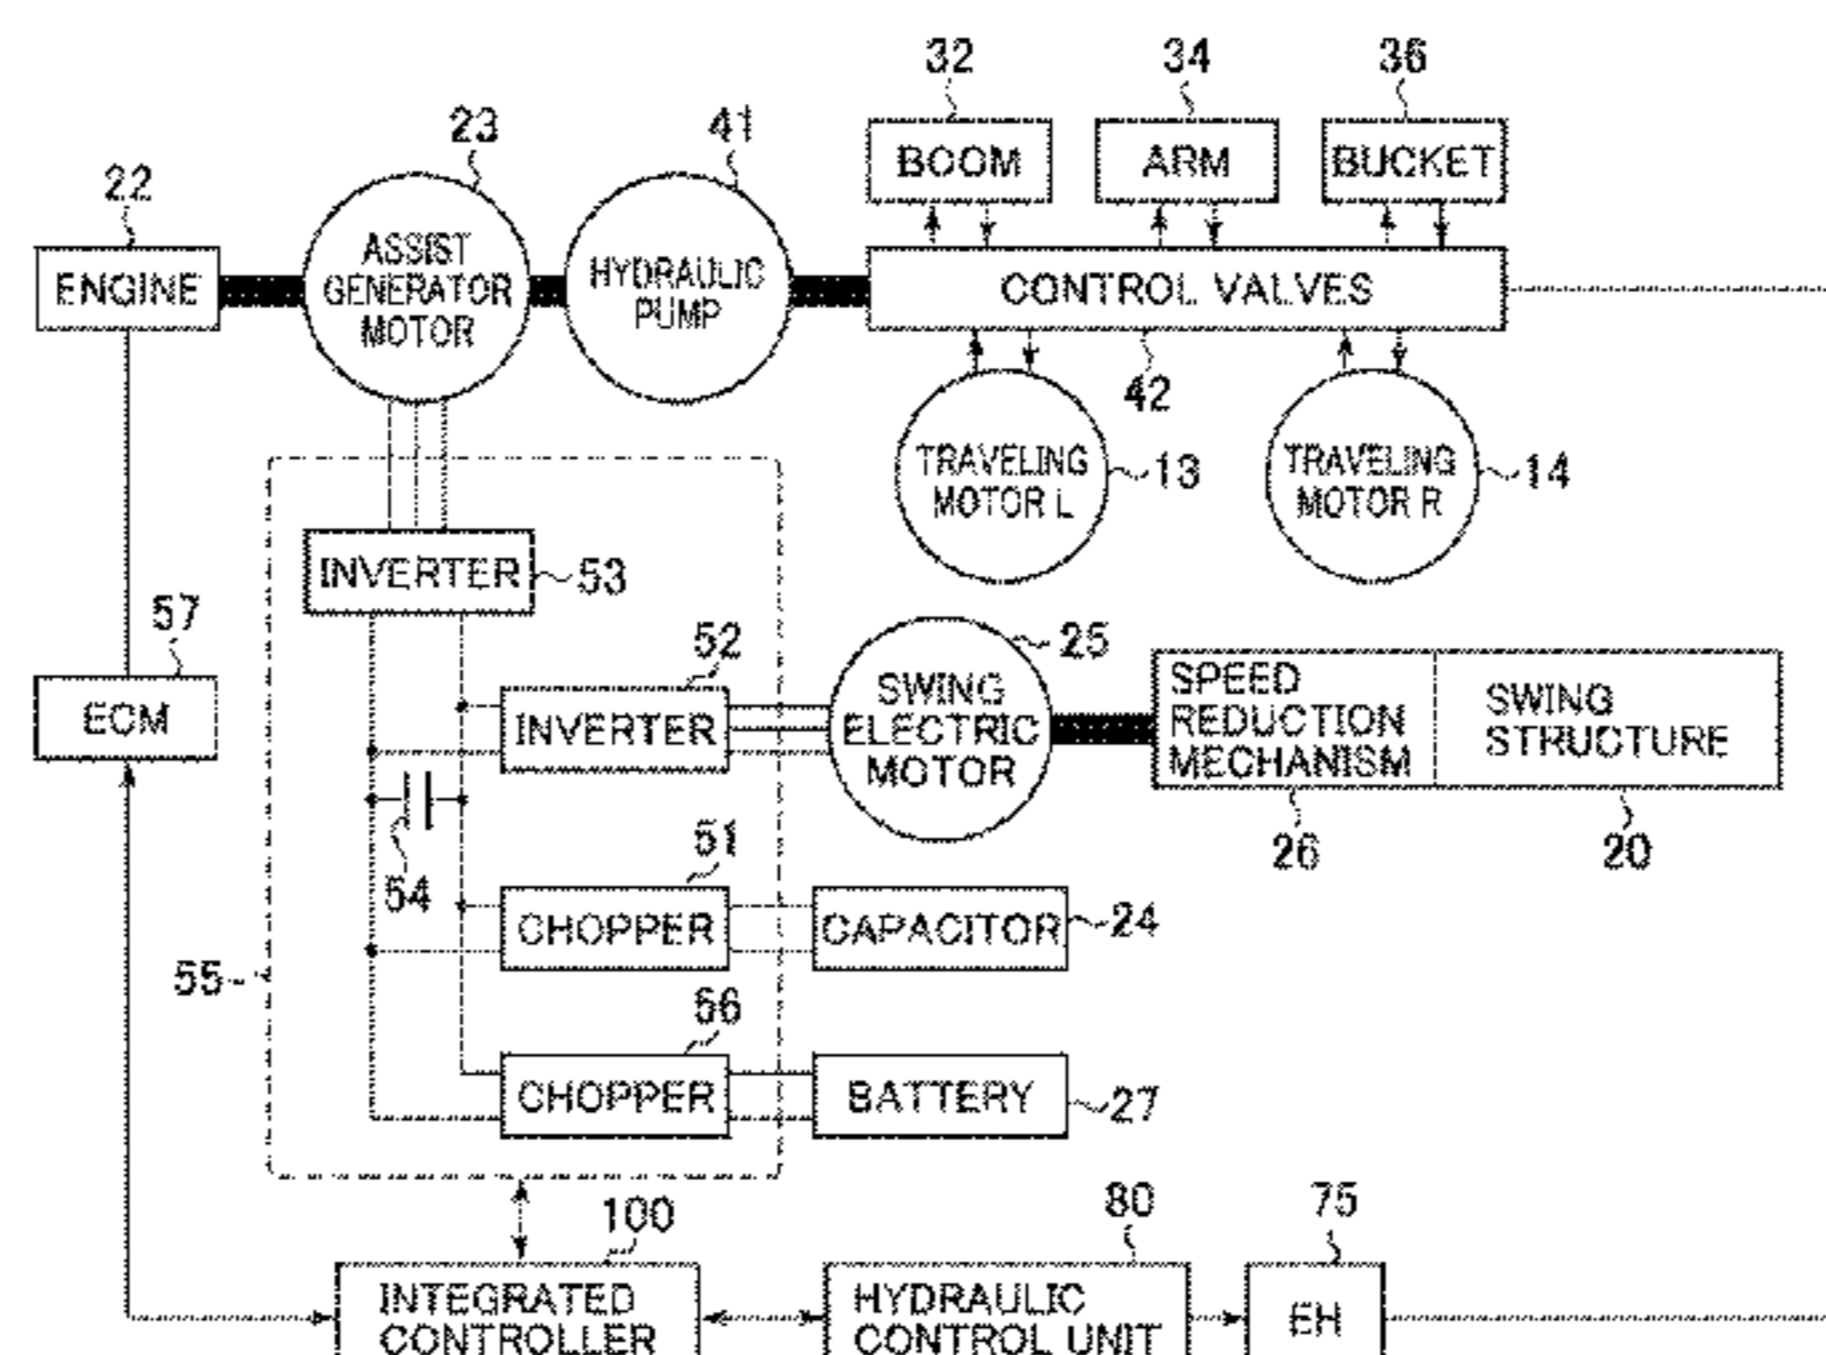 32
34
36
23
41
BOOM
ARM
BUCKET
22
ASSIST
GENERATOR
MOTOR
HYDRAULIC
PUMP
ENGINE
CONTROL VALVES
42
TRAVELING
MOTOR L
13
TRAVELING
MOTOR R
14
INVERTER
53
57
52
25
ECM
INVERTER
SWING
ELECTRIC
MOTOR
SPEED
REDUCTION
MECHANISM
SWING
STRUCTURE
26
20
54
51
CHOPPER
CAPACITOR
24
55
56
CHOPPER
BATTERY
27
100
80
75
INTEGRATED
CONTROLLER
HYDRAULIC
CONTROL UNIT
EH